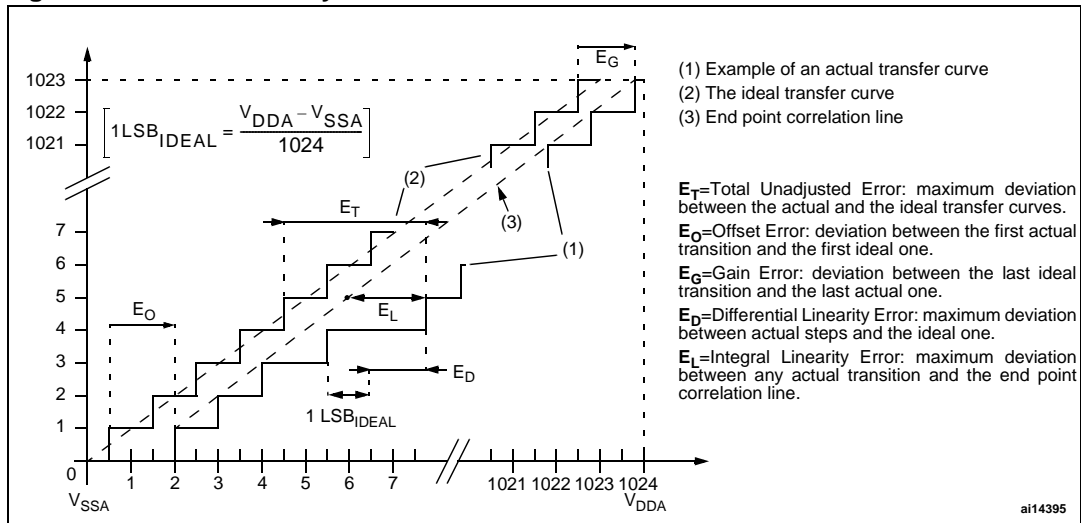 E_G
1023
1022
1021
[1LSB_IDEAL = (V_DDA – V_SSA) / 1024]
(1) Example of an actual transfer curve
(2) The ideal transfer curve
(3) End point correlation line
(2)
(3)
(1)
E_T
7
6
5
4
3
2
1
0
E_O
E_L
E_D
1 LSB_IDEAL
E_T=Total Unadjusted Error: maximum deviation
between the actual and the ideal transfer curves.
E_O=Offset Error: deviation between the first actual
transition and the first ideal one.
E_G=Gain Error: deviation between the last ideal
transition and the last actual one.
E_D=Differential Linearity Error: maximum deviation
between actual steps and the ideal one.
E_L=Integral Linearity Error: maximum deviation
between any actual transition and the end point
correlation line.
1 2 3 4 5 6 7 1021 1022 1023 1024
V_SSA V_DDA
ai14395